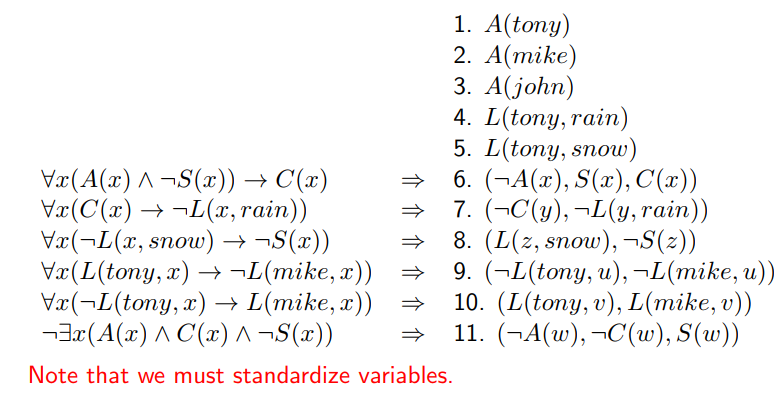 1. A(tony)
2. A(mike)
3. A(john)
4. L(tony, rain)
5. L(tony, snow)
∀x(A(x) ∧ ¬S(x)) → C(x) ⇒ 6. (¬A(x), S(x), C(x))
∀x(C(x) → ¬L(x, rain)) ⇒ 7. (¬C(y), ¬L(y, rain))
∀x(¬L(x, snow) → ¬S(x)) ⇒ 8. (L(z, snow), ¬S(z))
∀x(L(tony, x) → ¬L(mike, x)) ⇒ 9. (¬L(tony, u), ¬L(mike, u))
∀x(¬L(tony, x) → L(mike, x)) ⇒ 10. (L(tony, v), L(mike, v))
¬∃x(A(x) ∧ C(x) ∧ ¬S(x)) ⇒ 11. (¬A(w), ¬C(w), S(w))
Note that we must standardize variables.